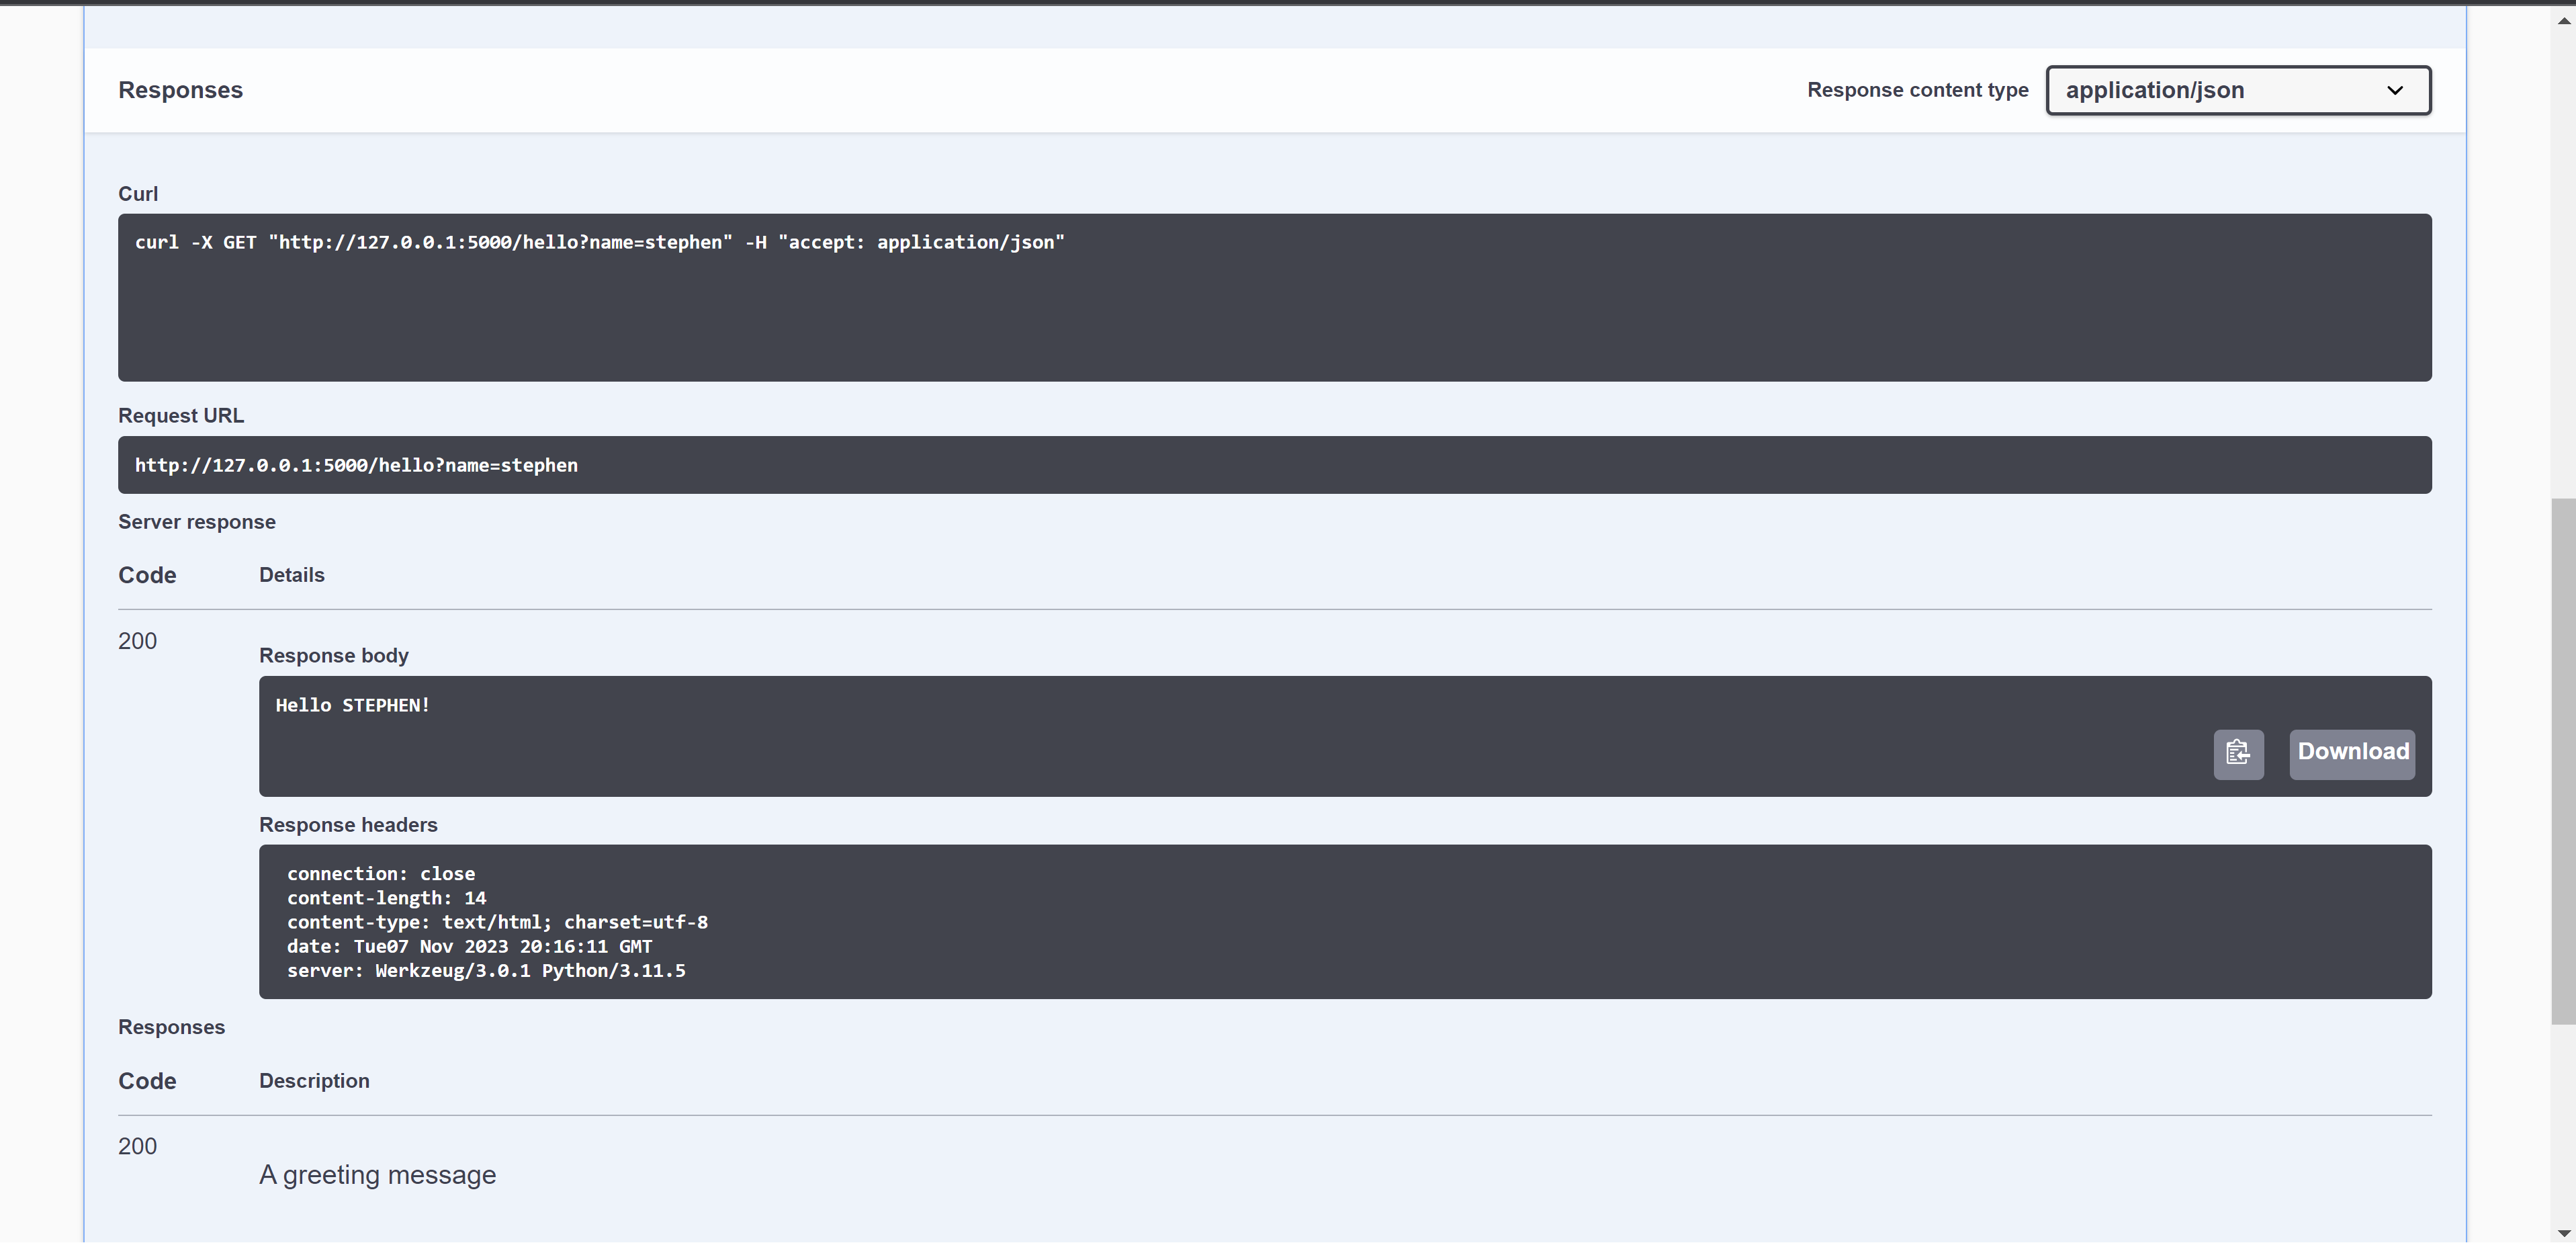 Responses
Response content type application/json
Curl
curl -X GET "http://127.0.0.1:5000/hello?name=stephen" -H "accept: application/json"
Request URL
http://127.0.0.1:5000/hello?name=stephen
Server response
Code Details
200
Response body
Hello STEPHEN!
Download
Response headers
connection: close
content-length: 14
content-type: text/html; charset=utf-8
date: Tue07 Nov 2023 20:16:11 GMT
server: Werkzeug/3.0.1 Python/3.11.5
Responses
Code Description
200
A greeting message